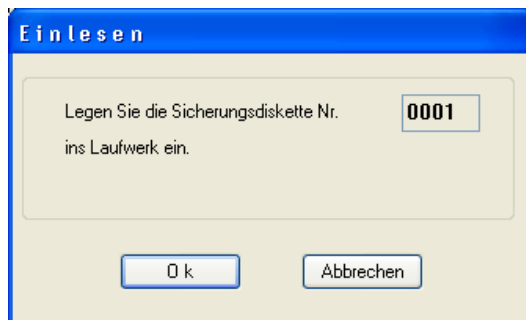 Einlesen
Legen Sie die Sicherungsdiskette Nr. 0001
ins Laufwerk ein.
Ok Abbrechen